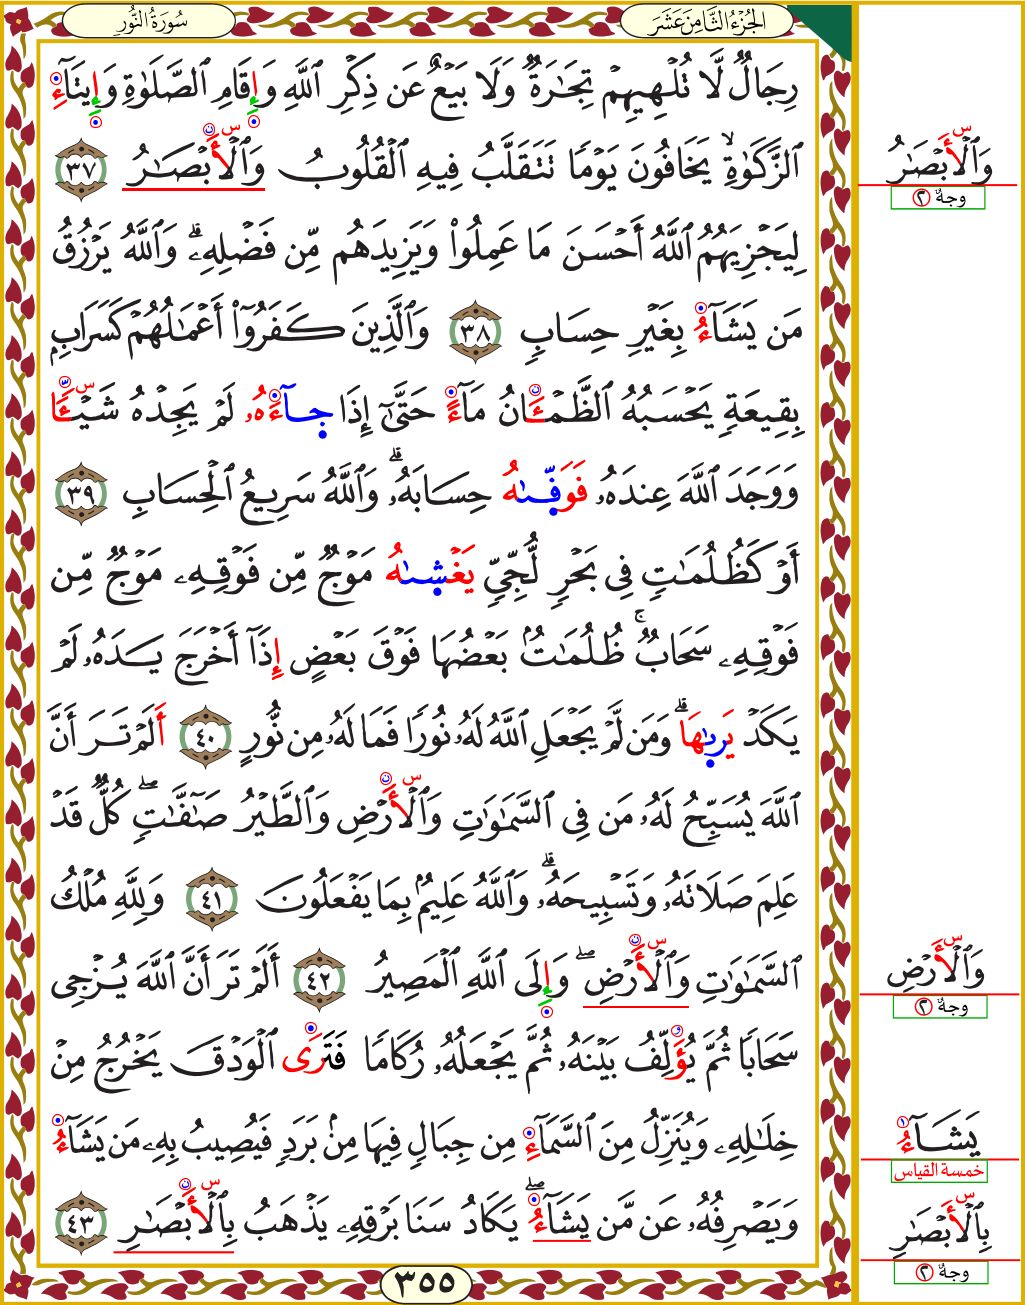 الجُزْءُ الثَّامِنَ عَشَرَ
سُورَةُ النُّورِ
رِجَالٌ لَّا تُلْهِيهِمْ تِجَٰرَةٌ وَلَا بَيْعٌ عَن ذِكْرِ ٱللَّهِ وَإِقَامِ ٱلصَّلَوٰةِ وَإِيتَآءِ
ٱلزَّكَوٰةِ ۙ يَخَافُونَ يَوْمًا تَتَقَلَّبُ فِيهِ ٱلْقُلُوبُ وَٱلْأَبْصَٰرُ ٣٧
لِيَجْزِيَهُمُ ٱللَّهُ أَحْسَنَ مَا عَمِلُوا۟ وَيَزِيدَهُم مِّن فَضْلِهِۦ ۗ وَٱللَّهُ يَرْزُقُ
مَن يَشَآءُ بِغَيْرِ حِسَابٍ ٣٨ وَٱلَّذِينَ كَفَرُوٓا۟ أَعْمَٰلُهُمْ كَسَرَابٍۭ
بِقِيعَةٍ يَحْسَبُهُ ٱلظَّمْـَٔانُ مَآءً حَتَّىٰٓ إِذَا جَآءَهُۥ لَمْ يَجِدْهُ شَيْـًٔا
وَوَجَدَ ٱللَّهَ عِندَهُۥ فَوَفَّىٰهُ حِسَابَهُۥ ۗ وَٱللَّهُ سَرِيعُ ٱلْحِسَابِ ٣٩
أَوْ كَظُلُمَٰتٍ فِى بَحْرٍ لُّجِّىٍّ يَغْشَىٰهُ مَوْجٌ مِّن فَوْقِهِۦ مَوْجٌ مِّن
فَوْقِهِۦ سَحَابٌ ۚ ظُلُمَٰتٌۢ بَعْضُهَا فَوْقَ بَعْضٍ إِذَآ أَخْرَجَ يَدَهُۥ لَمْ
يَكَدْ يَرَىٰهَا ۗ وَمَن لَّمْ يَجْعَلِ ٱللَّهُ لَهُۥ نُورًا فَمَا لَهُۥ مِن نُّورٍ ٤٠ أَلَمْ تَرَ أَنَّ
ٱللَّهَ يُسَبِّحُ لَهُۥ مَن فِى ٱلسَّمَٰوَٰتِ وَٱلْأَرْضِ وَٱلطَّيْرُ صَٰٓفَّٰتٍ ۖ كُلٌّ قَدْ
عَلِمَ صَلَاتَهُۥ وَتَسْبِيحَهُۥ ۗ وَٱللَّهُ عَلِيمٌۢ بِمَا يَفْعَلُونَ ٤١ وَلِلَّهِ مُلْكُ
ٱلسَّمَٰوَٰتِ وَٱلْأَرْضِ ۖ وَإِلَى ٱللَّهِ ٱلْمَصِيرُ ٤٢ أَلَمْ تَرَ أَنَّ ٱللَّهَ يُزْجِى
سَحَابًا ثُمَّ يُؤَلِّفُ بَيْنَهُۥ ثُمَّ يَجْعَلُهُۥ رُكَامًا فَتَرَى ٱلْوَدْقَ يَخْرُجُ مِنْ
خِلَٰلِهِۦ وَيُنَزِّلُ مِنَ ٱلسَّمَآءِ مِن جِبَالٍ فِيهَا مِنۢ بَرَدٍ فَيُصِيبُ بِهِۦ مَن يَشَآءُ
وَيَصْرِفُهُۥ عَن مَّن يَشَآءُ ۖ يَكَادُ سَنَا بَرْقِهِۦ يَذْهَبُ بِٱلْأَبْصَٰرِ ٤٣
٣٥٥
س
وَٱلْأَبْصَٰرُ
وجهٌ ٢
س
وَٱلْأَرْضِ
وجهٌ ٢
يَشَآءُ
خمسة القياس
س
بِٱلْأَبْصَٰرِ
وجهٌ ٢